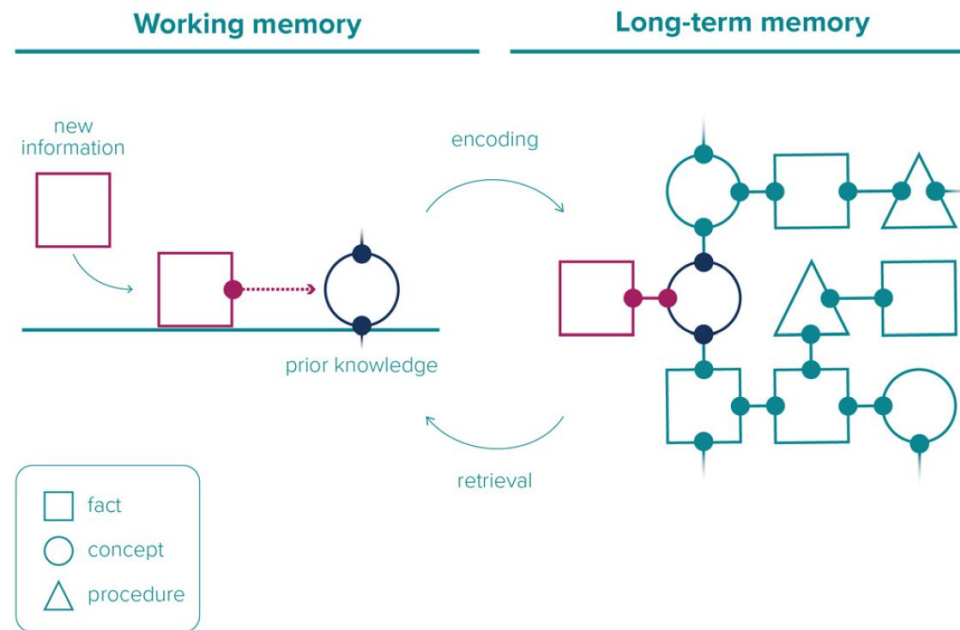 Working memory
Long-term memory
new
information
encoding
prior knowledge
retrieval
fact
concept
procedure